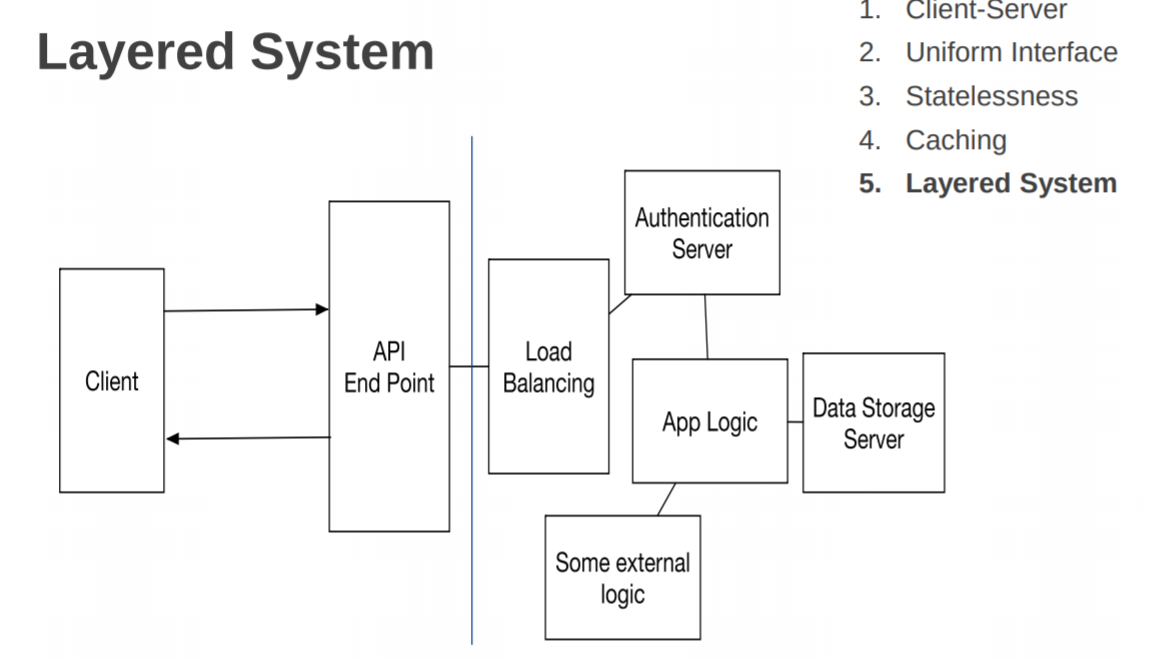 Layered System
1. Client-Server
2. Uniform Interface
3. Statelessness
4. Caching
5. Layered System
Client
API
End Point
Load
Balancing
Authentication
Server
App Logic
Data Storage
Server
Some external
logic